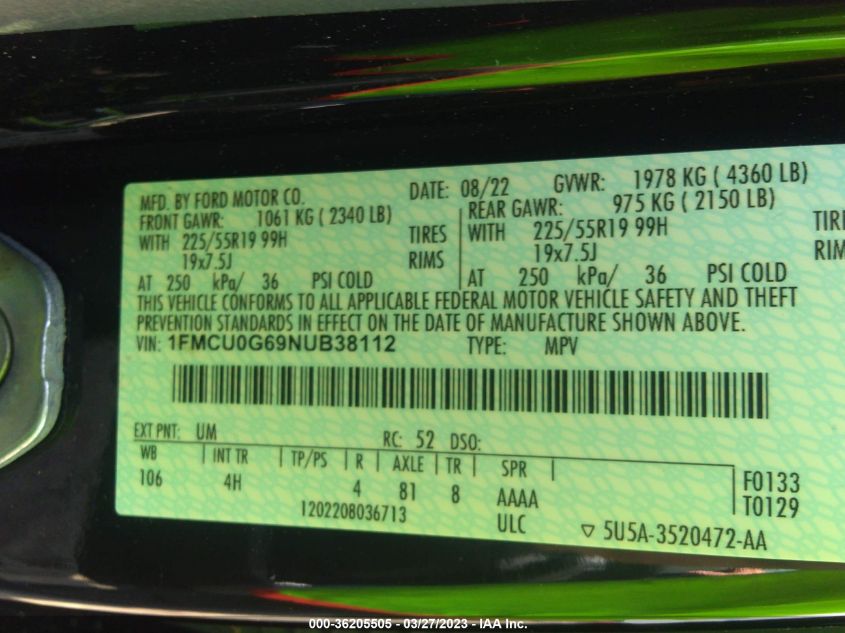 MFD. BY FORD MOTOR CO. DATE: 08/22 GVWR: 1978 KG ( 4360 LB)
FRONT GAWR: 1061 KG ( 2340 LB) REAR GAWR: 975 KG ( 2150 LB)
WITH 225/55R19 99H TIRES WITH 225/55R19 99H TIRES
19x7.5J RIMS 19x7.5J
AT 250 kPa/ 36 PSI COLD AT 250 kPa/ 36 PSI COLD
THIS VEHICLE CONFORMS TO ALL APPLICABLE FEDERAL MOTOR VEHICLE SAFETY AND THEFT
PREVENTION STANDARDS IN EFFECT ON THE DATE OF MANUFACTURE SHOWN ABOVE.
VIN: 1FMCU0G69NUB38112 TYPE: MPV
EXT PNT: UM RC: 52 DSO:
WB INT TR TP/PS R AXLE TR SPR
106 4H 4 81 8 AAAA
F0133
T0129
1202208036713 ULC ▽ 5U5A-3520472-AA
000-36205505 - 03/27/2023 - IAA Inc.